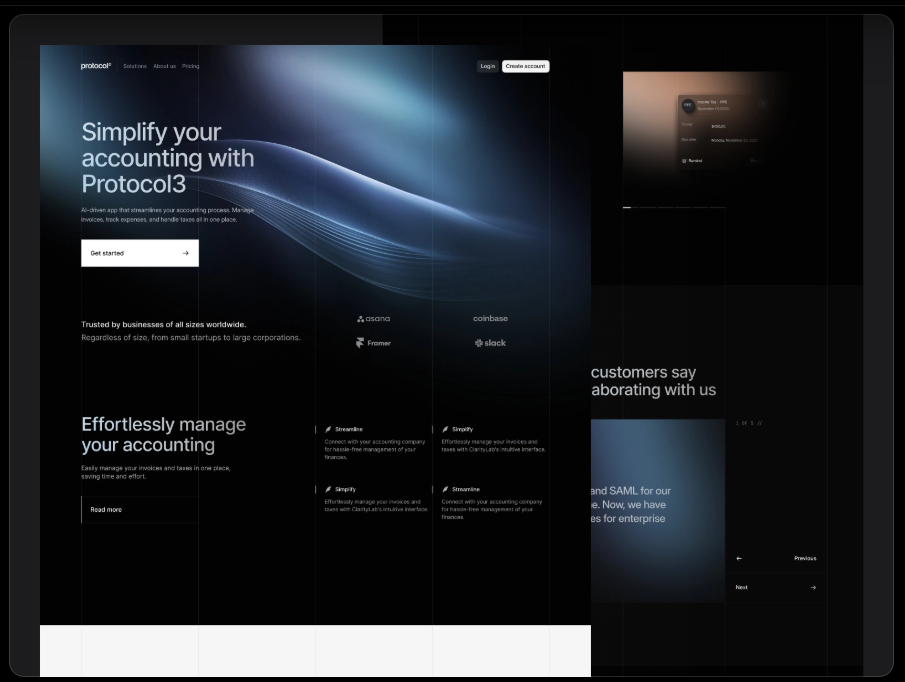 protocol³
Solutions About us Pricing
Login
Create account
Simplify your
accounting with
Protocol3
AI-driven app that streamlines your accounting process. Manage
invoices, track expenses, and handle taxes all in one place.
Get started →
Trusted by businesses of all sizes worldwide.
Regardless of size, from small startups to large corporations.
asana
coinbase
Framer
slack
Effortlessly manage
your accounting
Easily manage your invoices and taxes in one place,
saving time and effort.
Read more
Streamline
Connect with your accounting company
for hassle-free management of your
finances.
Simplify
Effortlessly manage your invoices and
taxes with ClarityLab's intuitive interface.
Simplify
Effortlessly manage your invoices and
taxes with ClarityLab's intuitive interface.
Streamline
Connect with your accounting company
for hassle-free management of your
finances.
customers say
aborating with us
1 OF 5 //
and SAML for our
e. Now, we have
es for enterprise
← Previous
Next →